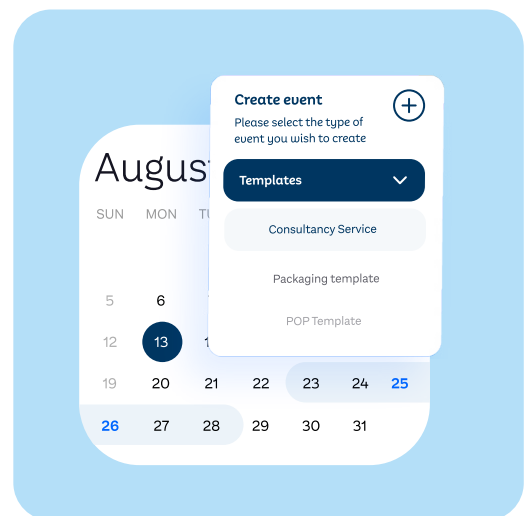 Create event
Please select the type of
event you wish to create
Templates
Consultancy Service
Packaging template
POP Template
August
SUN MON
5 6
12 13
19 20 21 22 23 24 25
26 27 28 29 30 31